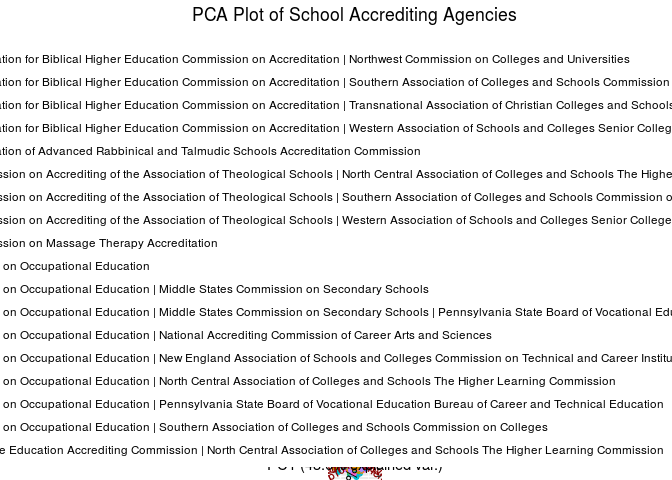 PCA Plot of School Accrediting Agencies
tion for Biblical Higher Education Commission on Accreditation | Northwest Commission on Colleges and Universities
tion for Biblical Higher Education Commission on Accreditation | Southern Association of Colleges and Schools Commission
tion for Biblical Higher Education Commission on Accreditation | Transnational Association of Christian Colleges and Schools
tion for Biblical Higher Education Commission on Accreditation | Western Association of Schools and Colleges Senior Colleg
tion of Advanced Rabbinical and Talmudic Schools Accreditation Commission
ssion on Accrediting of the Association of Theological Schools | North Central Association of Colleges and Schools The Highe
ssion on Accrediting of the Association of Theological Schools | Southern Association of Colleges and Schools Commission o
ssion on Accrediting of the Association of Theological Schools | Western Association of Schools and Colleges Senior College
ssion on Massage Therapy Accreditation
on Occupational Education
on Occupational Education | Middle States Commission on Secondary Schools
on Occupational Education | Middle States Commission on Secondary Schools | Pennsylvania State Board of Vocational Edu
on Occupational Education | National Accrediting Commission of Career Arts and Sciences
on Occupational Education | New England Association of Schools and Colleges Commission on Technical and Career Institu
on Occupational Education | North Central Association of Colleges and Schools The Higher Learning Commission
on Occupational Education | Pennsylvania State Board of Vocational Education Bureau of Career and Technical Education
on Occupational Education | Southern Association of Colleges and Schools Commission on Colleges
e Education Accrediting Commission | North Central Association of Colleges and Schools The Higher Learning Commission
var.)